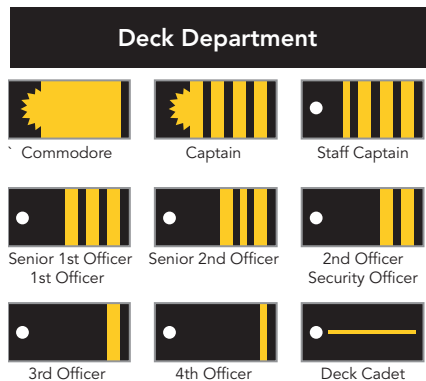 Deck Department
` Commodore
Captain
Staff Captain
Senior 1st Officer
1st Officer
Senior 2nd Officer
2nd Officer
Security Officer
3rd Officer
4th Officer
Deck Cadet